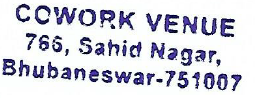 COWORK VENUE
766, Sahid Nagar,
Bhubaneswar-751007